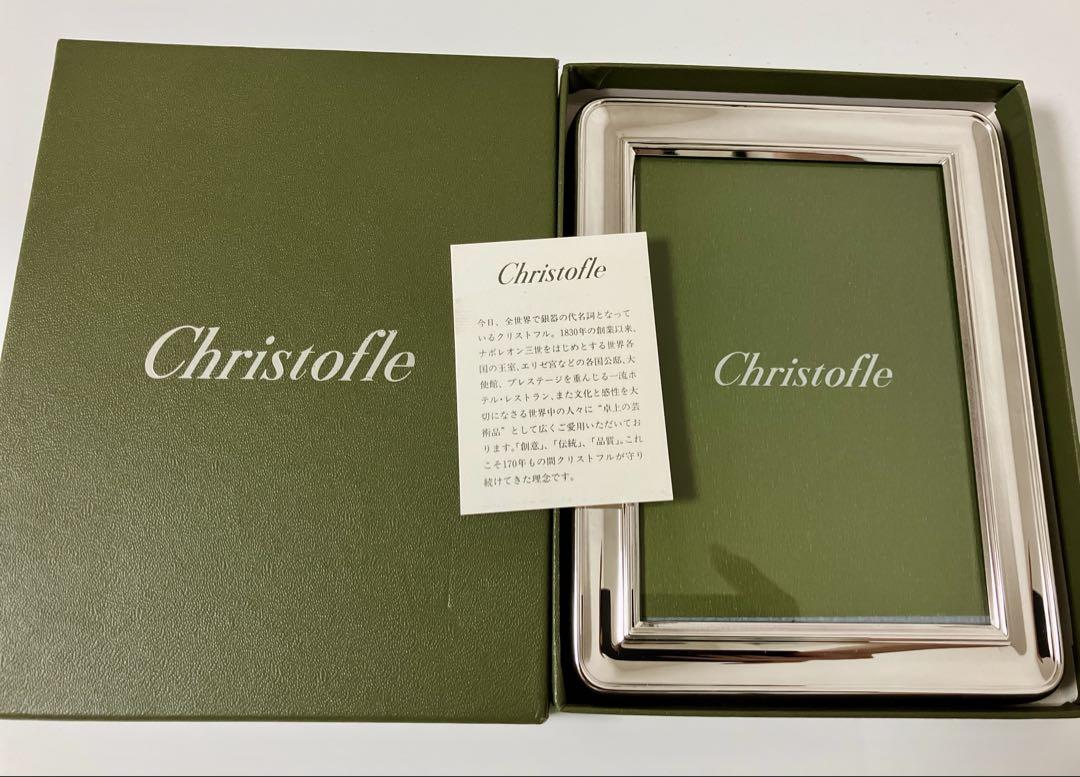 Christofle
Christofle
今日、全世界で銀器の代名詞となって
いるクリストフル。1830年の創業以来、
ナポレオン三世をはじめとする世界各
国の王室、エリゼ宮などの各国公邸、大
使館、プレステージを重んじる一流ホ
テル・レストラン、また文化と感性を大
切になさる世界中の人々に“卓上の芸
術品”として広くご愛用いただいてお
ります。「創意」、「伝統」、「品質」。これ
こそ170年もの間クリストフルが守り
続けてきた理念です。
Christofle